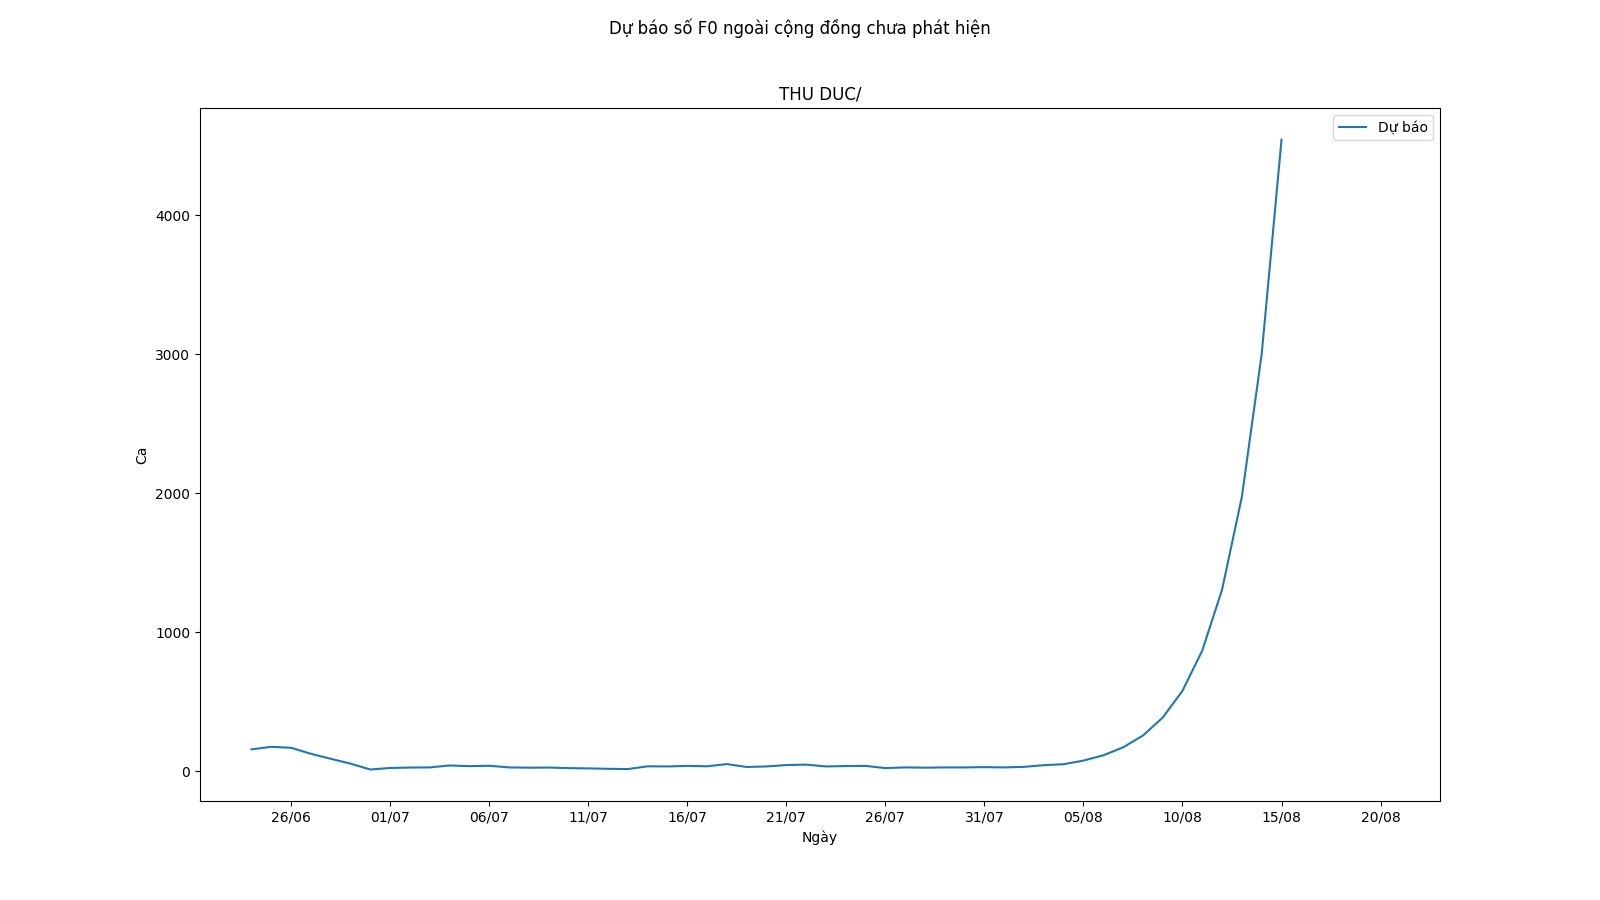 Dự báo số F0 ngoài cộng đồng chưa phát hiện
THU DUC/
Dự báo
4000
3000
2000
1000
0
Ca
26/06 01/07 06/07 11/07 16/07 21/07 26/07 31/07 05/08 10/08 15/08 20/08
Ngày